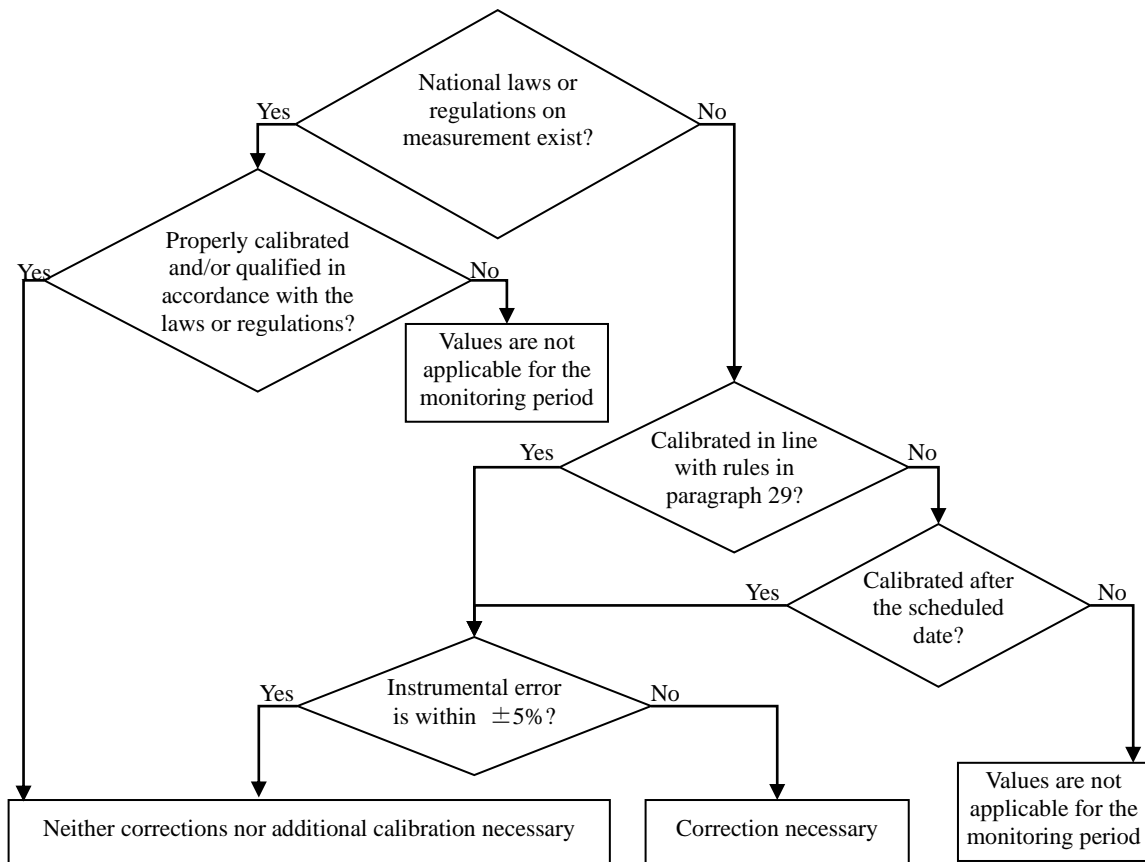 National laws or
regulations on
measurement exist?
Yes
No
Properly calibrated
and/or qualified in
accordance with the
laws or regulations?
Yes
No
Values are not
applicable for the
monitoring period
Calibrated in line
with rules in
paragraph 29?
Yes
No
Calibrated after
the scheduled
date?
Yes
No
Instrumental error
is within ±5%?
Yes
No
Neither corrections nor additional calibration necessary
Correction necessary
Values are not
applicable for the
monitoring period